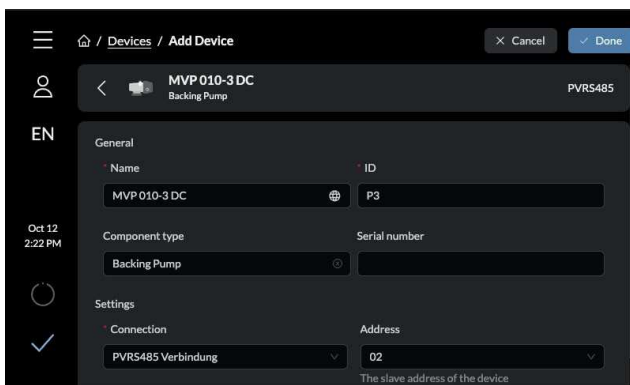 / Devices / Add Device
× Cancel
✓ Done
MVP 010-3 DC
Backing Pump
PVRS485
EN
General
* Name
* ID
MVP 010-3 DC
P3
Oct 12
2:22 PM
Component type
Serial number
Backing Pump
Settings
* Connection
Address
PVRS485 Verbindung
02
The slave address of the device